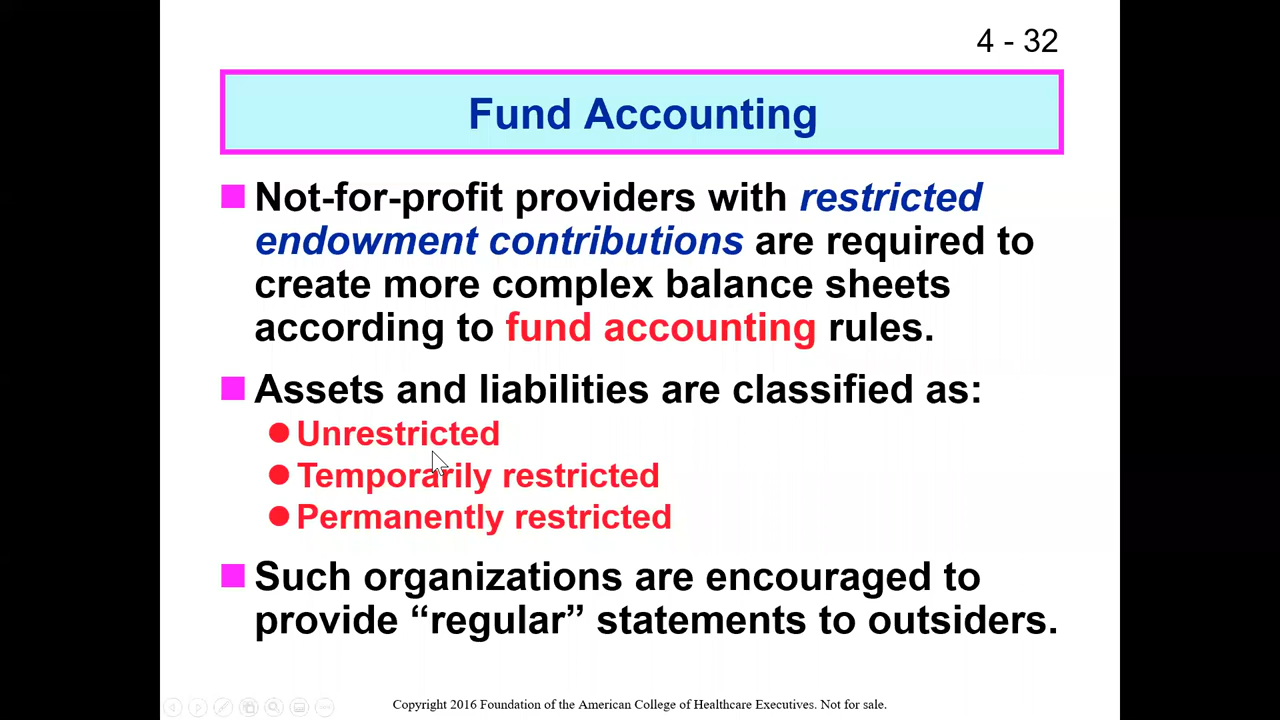 4 - 32
Fund Accounting
Not-for-profit providers with restricted
endowment contributions are required to
create more complex balance sheets
according to fund accounting rules.
Assets and liabilities are classified as:
Unrestricted
Temporarily restricted
Permanently restricted
Such organizations are encouraged to
provide “regular” statements to outsiders.
Copyright 2016 Foundation of the American College of Healthcare Executives. Not for sale.